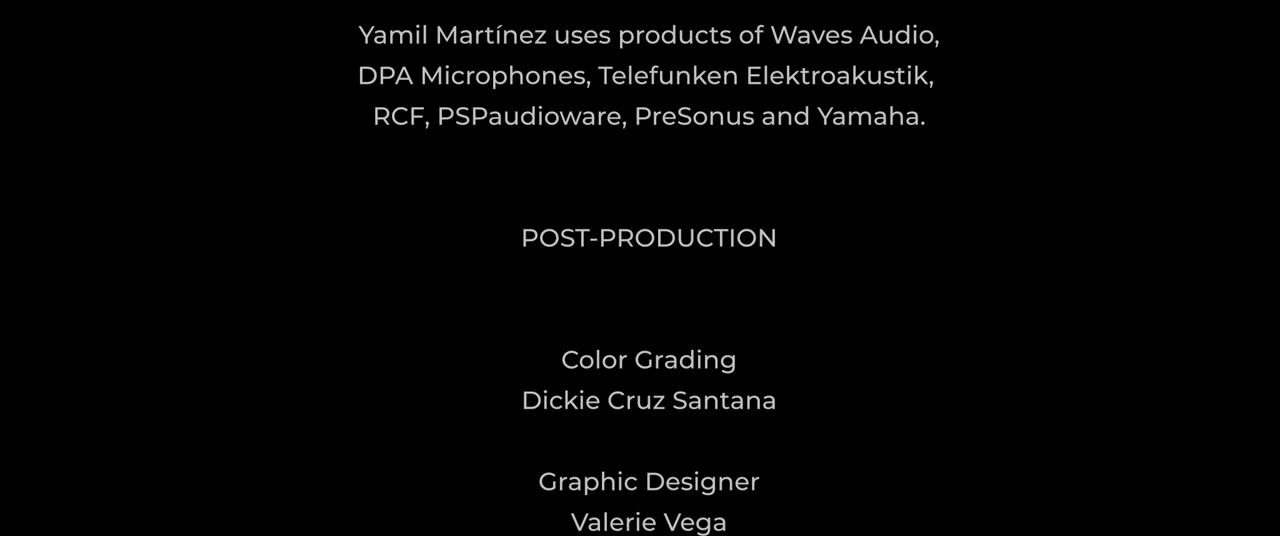 Yamil Martínez uses products of Waves Audio,
DPA Microphones, Telefunken Elektroakustik,
RCF, PSPaudioware, PreSonus and Yamaha.
POST-PRODUCTION
Color Grading
Dickie Cruz Santana
Graphic Designer
Valerie Vega